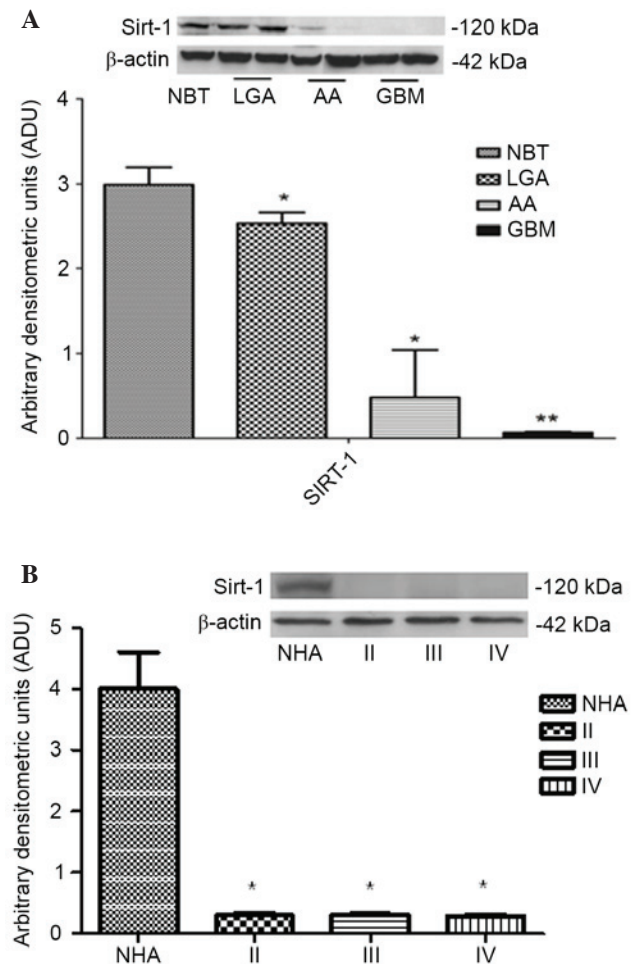 A
Sirt-1 -120 kDa
β-actin -42 kDa
NBT LGA AA GBM
Arbitrary densitometric units (ADU)
4
3
2
1
0
*
*
**
NBT
LGA
AA
GBM
SIRT-1
B
Sirt-1 -120 kDa
β-actin -42 kDa
NHA II III IV
Arbitrary densitometric units (ADU)
5
4
3
2
1
0
* * *
NHA
II
III
IV
NHA II III IV